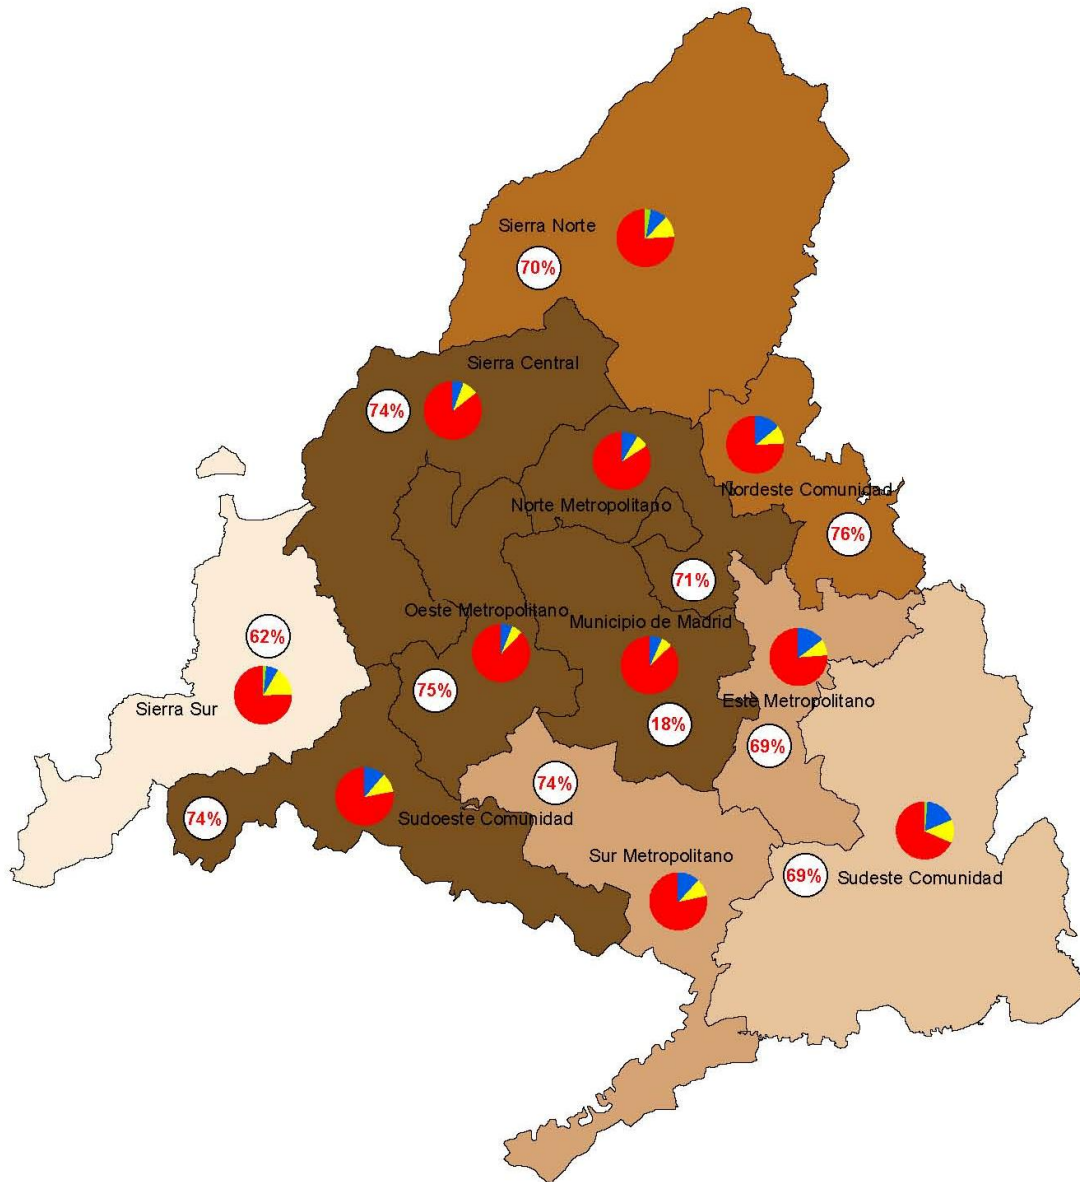 Sierra Norte
70%
Sierra Central
74%
Norte Metropolitano
Nordeste Comunidad
76%
71%
Oeste Metropolitano
Municipio de Madrid
62%
75%
Sierra Sur
Este Metropolitano
18%
69%
74%
74%
Sudoeste Comunidad
Sur Metropolitano
69%
Sudeste Comunidad